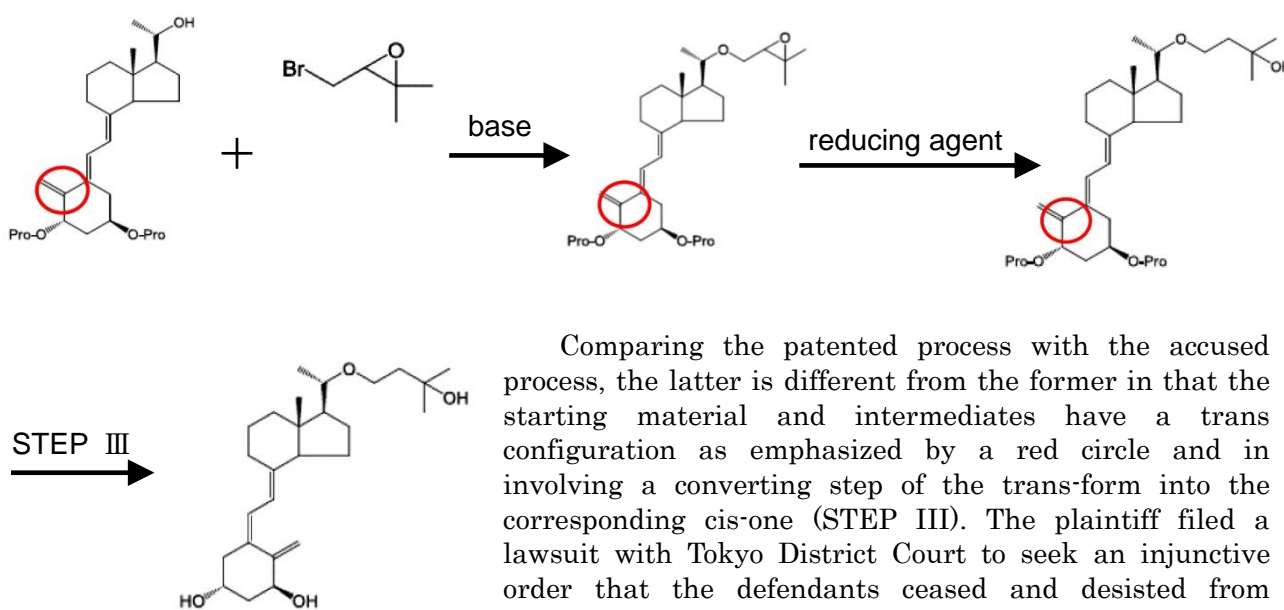 OH
Br
O
+
base
O
O
reducing agent
O
OH
Pro-O
O-Pro
Pro-O
O-Pro
Pro-O
O-Pro
STEP III
O
OH
HO
OH
Comparing the patented process with the accused
process, the latter is different from the former in that the
starting material and intermediates have a trans
configuration as emphasized by a red circle and in
involving a converting step of the trans-form into the
corresponding cis-one (STEP III). The plaintiff filed a
lawsuit with Tokyo District Court to seek an injunctive
order that the defendants ceased and desisted from